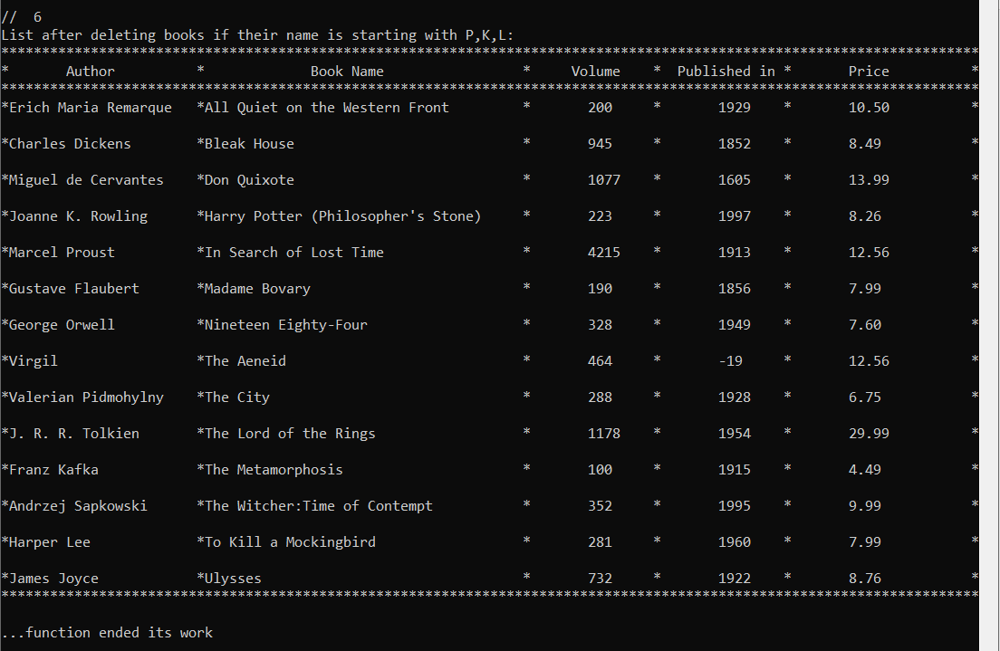 //  6
List after deleting books if their name is starting with P,K,L:
************************************************************************************************************************
*       Author          *             Book Name                 *     Volume    *  Published in *       Price          *
************************************************************************************************************************
*Erich Maria Remarque   *All Quiet on the Western Front         *       200     *       1929    *       10.50          *
*Charles Dickens        *Bleak House                            *       945     *       1852    *       8.49           *
*Miguel de Cervantes    *Don Quixote                            *       1077    *       1605    *       13.99          *
*Joanne K. Rowling      *Harry Potter (Philosopher's Stone)     *       223     *       1997    *       8.26           *
*Marcel Proust          *In Search of Lost Time                 *       4215    *       1913    *       12.56          *
*Gustave Flaubert       *Madame Bovary                          *       190     *       1856    *       7.99           *
*George Orwell          *Nineteen Eighty-Four                   *       328     *       1949    *       7.60           *
*Virgil                 *The Aeneid                             *       464     *       -19     *       12.56          *
*Valerian Pidmohylny    *The City                               *       288     *       1928    *       6.75           *
*J. R. R. Tolkien       *The Lord of the Rings                  *       1178    *       1954    *       29.99          *
*Franz Kafka            *The Metamorphosis                      *       100     *       1915    *       4.49           *
*Andrzej Sapkowski      *The Witcher:Time of Contempt           *       352     *       1995    *       9.99           *
*Harper Lee             *To Kill a Mockingbird                  *       281     *       1960    *       7.99           *
*James Joyce            *Ulysses                                *       732     *       1922    *       8.76           *
************************************************************************************************************************
...function ended its work